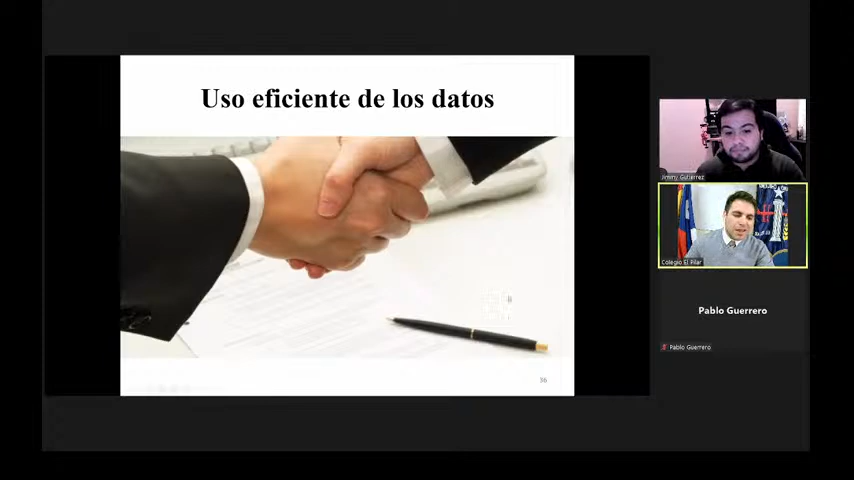 Uso eficiente de los datos
36
Jimmy Gutierrez
Colegio El Pilar
Pablo Guerrero
Pablo Guerrero